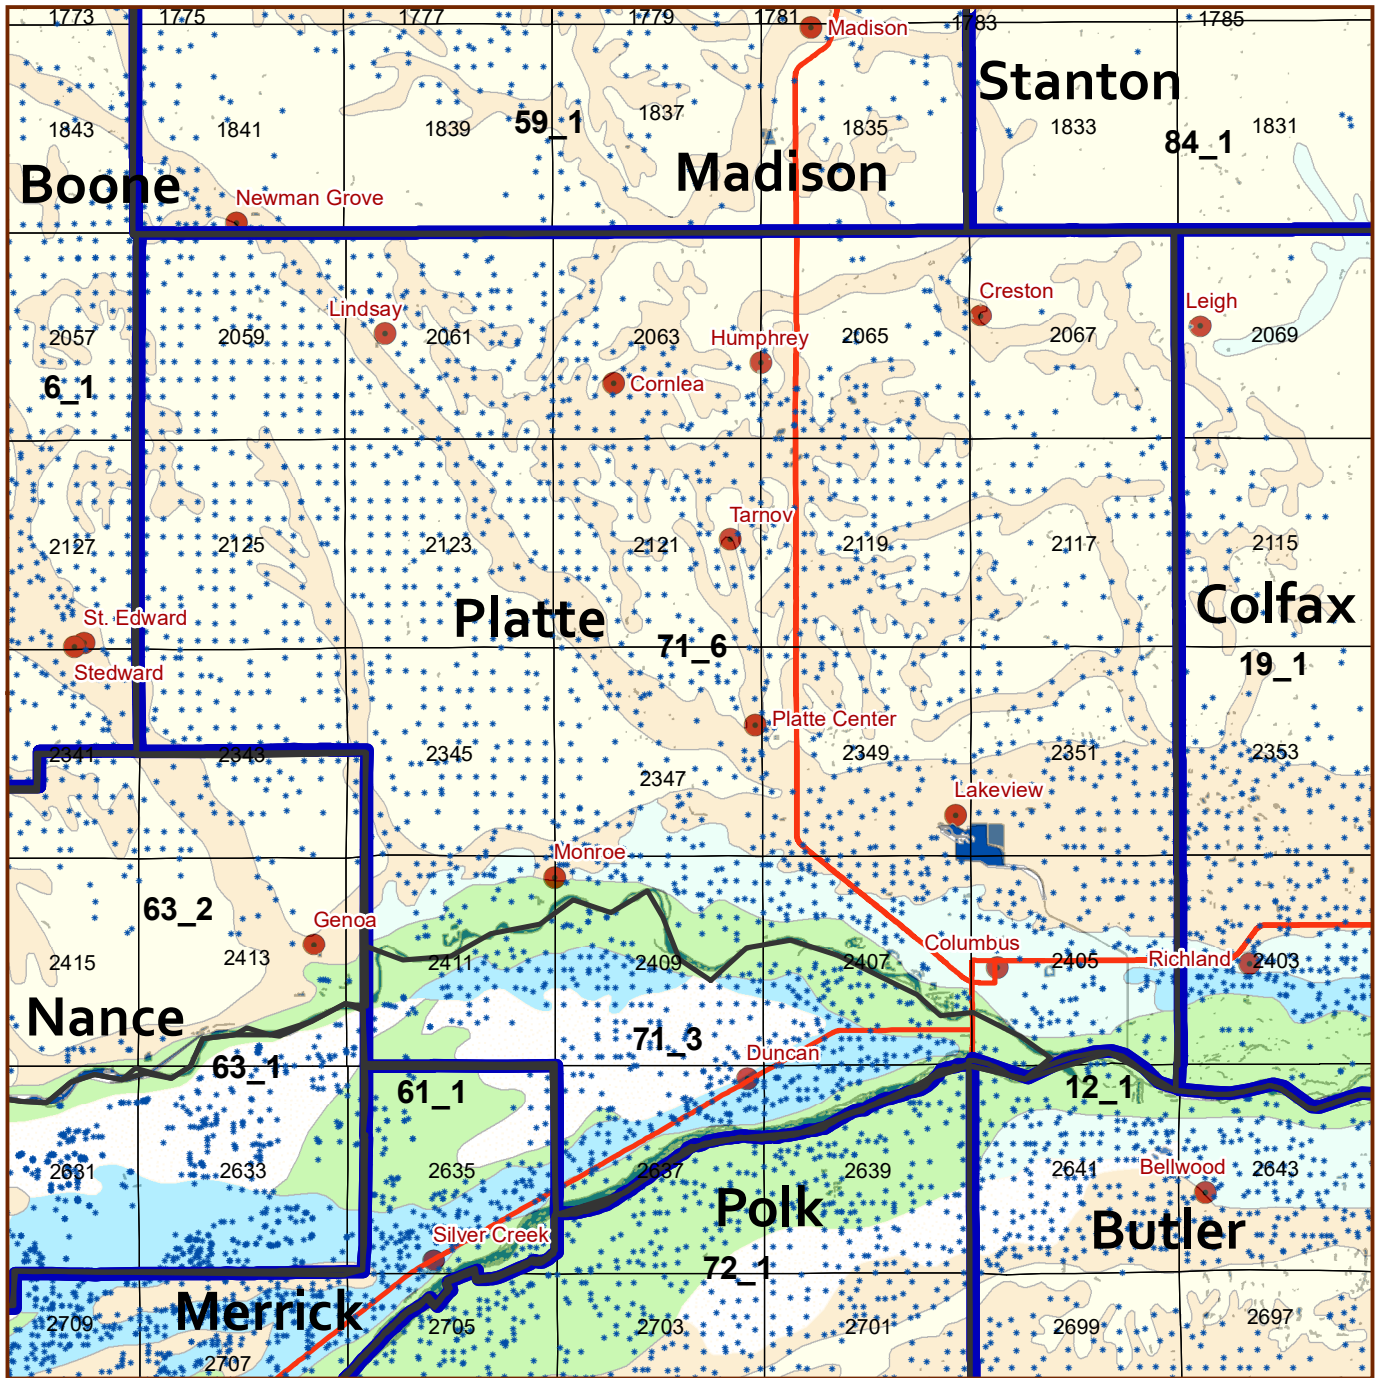 1773 1775 1777 1779 1781 1783 1785
Madison
Stanton
1843 1841 1839 59_1 1837 1835 1833 84_1 1831
Boone Madison
Newman Grove
Creston
Lindsay Leigh
2057 2059 2061 2063 Humphrey 2065 2067 2069
6_1 Cornlea
Tarnov
2127 2125 2123 2121 2119 2117 2115
St. Edward Platte Colfax
71_6
Stedward 19_1
Platte Center
2341 2343 2345 2347 2349 2351 2353
Lakeview
Monroe
63_2
Genoa
2415 2413 2411 2409 2407 Columbus 2405 Richland 2403
Nance
63_1 71_3
Duncan
61_1 12_1
2631 2633 2635 2637 2639 2641 Bellwood 2643
Polk
Silver Creek Butler
72_1
Merrick
2709 2707 2705 2703 2701 2699 2697